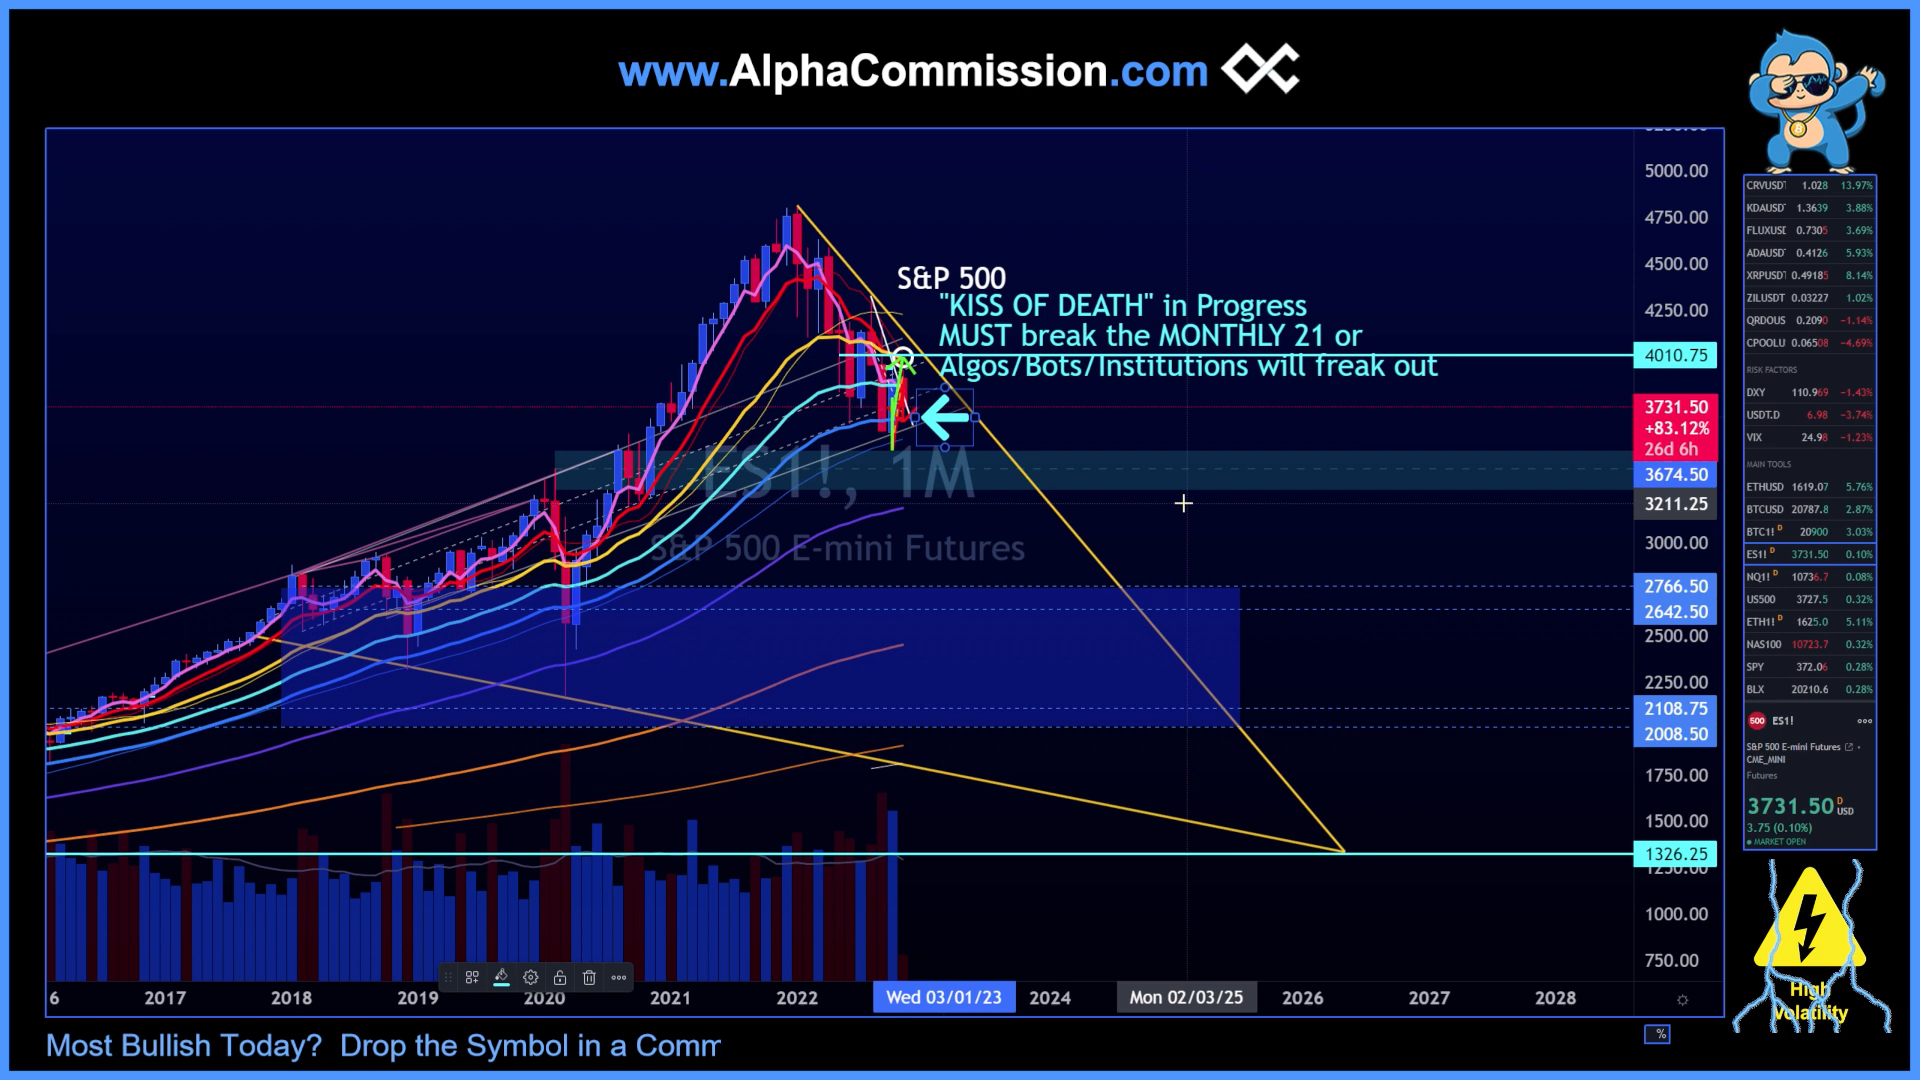 www.AlphaCommission.com
5000.00
4750.00
4500.00
4250.00
4010.75
3731.50
+83.12%
26d 6h
3674.50
3211.25
3000.00
2766.50
2642.50
2500.00
2250.00
2108.75
2008.50
1750.00
1500.00
1326.25
1000.00
750.00
S&P 500
"KISS OF DEATH" in Progress
MUST break the MONTHLY 21 or
Algos/Bots/Institutions will freak out
ES1!, 1M
S&P 500 E-mini Futures
6 2017 2018 2019 2020 2021 2022 Wed 03/01/23 2024 Mon 02/03/25 2026 2027 2028
%
Most Bullish Today? Drop the Symbol in a Comm
CRVUSDT 1.028 13.97%
KDAUSDT 1.3639 3.88%
FLUXUSD 0.7305 3.69%
ADAUSDT 0.4126 5.93%
XRPUSDT 0.49185 8.14%
ZILUSDT 0.03227 1.02%
QRDOUS 0.2090 −1.14%
CPOOLU 0.06508 −4.69%
RISK FACTORS
DXY 110.969 −1.43%
USDT.D 6.98 −3.74%
VIX 24.98 −1.23%
MAIN TOOLS
ETHUSD 1619.07 5.76%
BTCUSD 20787.8 2.87%
BTC1! D 20900 3.03%
ES1! D 3731.50 0.10%
NQ1! D 10736.7 0.08%
US500 3727.5 0.32%
ETH1! D 1625.0 5.11%
NAS100 10723.7 0.32%
SPY 372.06 0.28%
BLX 20210.6 0.28%
500 ES1!
S&P 500 E-mini Futures
CME_MINI
Futures
3731.50 D USD
3.75 (0.10%)
MARKET OPEN
High
Volatility